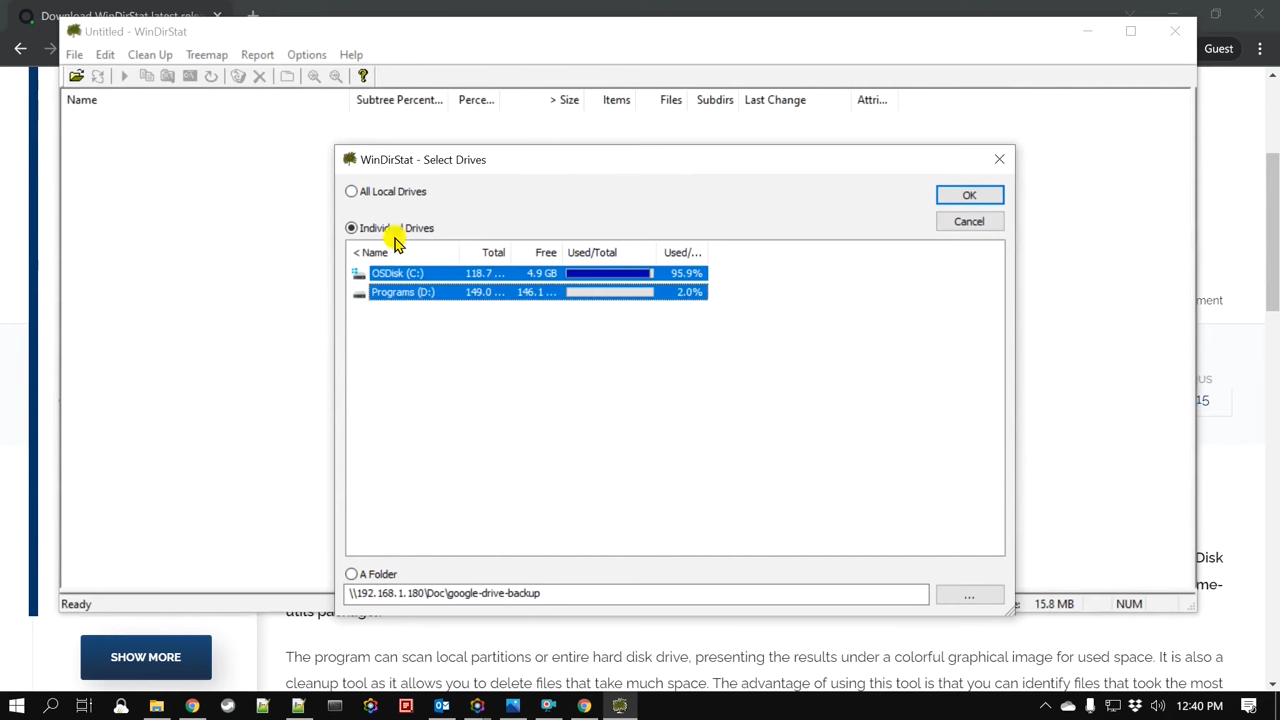 Download WinDirStat latest rele
Untitled - WinDirStat
Guest
File Edit Clean Up Treemap Report Options Help
Name Subtree Percent... Perce... > Size Items Files Subdirs Last Change Attri...
WinDirStat - Select Drives
All Local Drives
OK
Cancel
Individual Drives
< Name Total Free Used/Total Used/...
OSDisk (C:) 118.7 ... 4.9 GB 95.9%
Programs (D:) 149.0 ... 146.1 ... 2.0%
ment
US
15
A Folder
\\192.168.1.180\Doc\google-drive-backup
...
Disk
me-
Ready 15.8 MB NUM
SHOW MORE
The program can scan local partitions or entire hard disk drive, presenting the results under a colorful graphical image for used space. It is also a
cleanup tool as it allows you to delete files that take much space. The advantage of using this tool is that you can identify files that took the most
12:40 PM